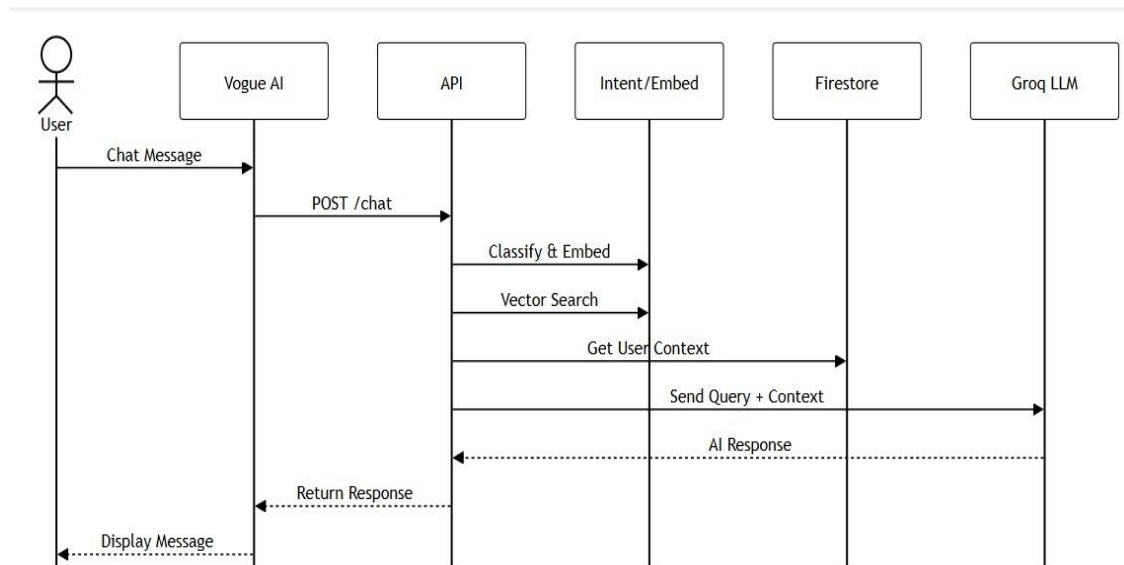 Vogue AI
API
Intent/Embed
Firestore
Groq LLM
User
Chat Message
POST /chat
Classify & Embed
Vector Search
Get User Context
Send Query + Context
AI Response
Return Response
Display Message